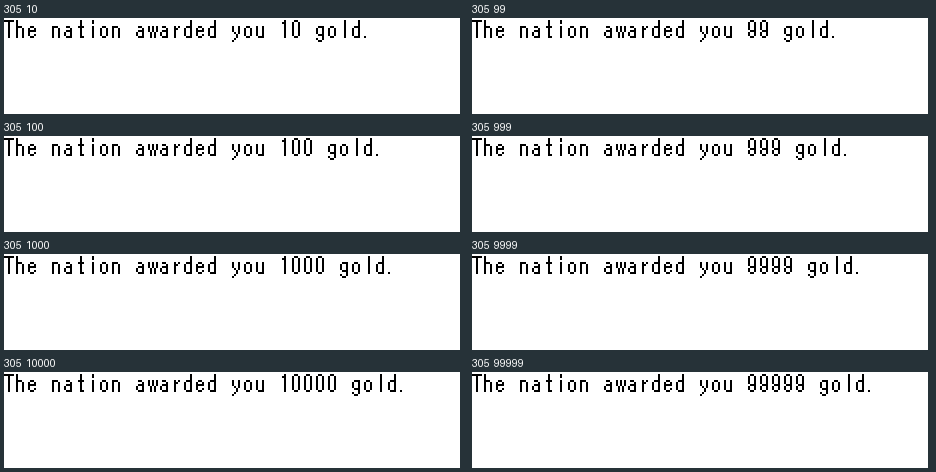 305 10
The nation awarded you 10 gold.
305 99
The nation awarded you 99 gold.
305 100
The nation awarded you 100 gold.
305 999
The nation awarded you 999 gold.
305 1000
The nation awarded you 1000 gold.
305 9999
The nation awarded you 9999 gold.
305 10000
The nation awarded you 10000 gold.
305 99999
The nation awarded you 99999 gold.